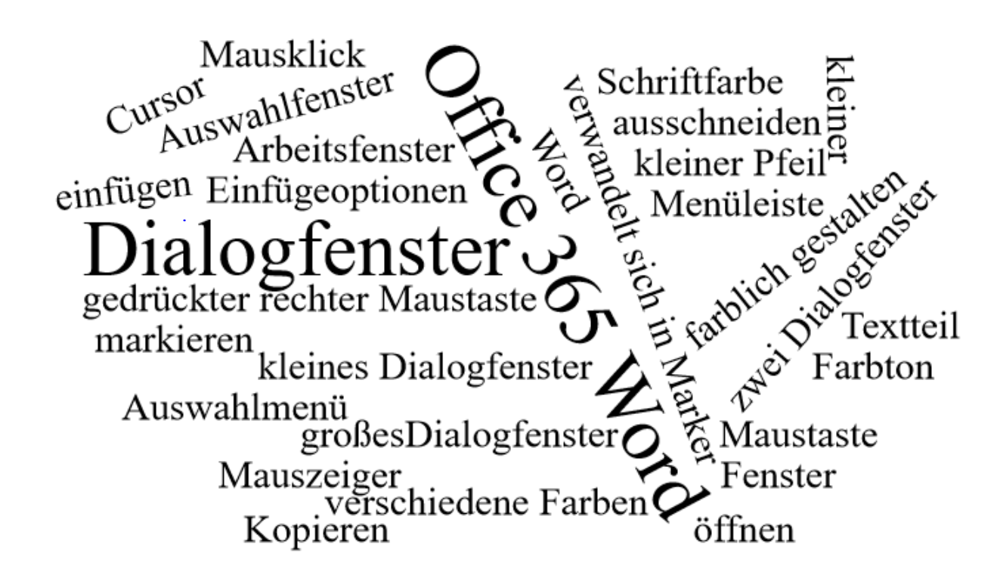 Mausklick
Cursor
Auswahlfenster
Arbeitsfenster
einfügen
Einfügeoptionen
Dialogfenster
gedrückter rechter Maustaste
markieren
kleines Dialogfenster
Auswahlmenü
großesDialogfenster
Mauszeiger
verschiedene Farben
Kopieren
Office 365 Word
Word
verwandelt sich in Marker
Schriftfarbe
kleiner
ausschneiden
kleiner Pfeil
Menüleiste
farblich gestalten
zwei Dialogfenster
Textteil
Farbton
Maustaste
Fenster
öffnen